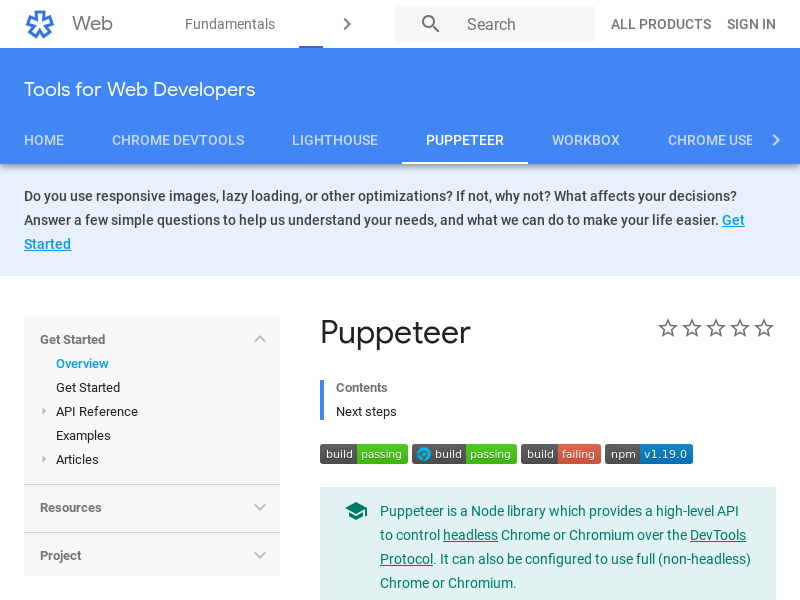 Web
Fundamentals
Search
ALL PRODUCTS
SIGN IN
Tools for Web Developers
HOME
CHROME DEVTOOLS
LIGHTHOUSE
PUPPETEER
WORKBOX
CHROME USE
Do you use responsive images, lazy loading, or other optimizations? If not, why not? What affects your decisions?
Answer a few simple questions to help us understand your needs, and what we can do to make your life easier. Get
Started
Get Started
Overview
Get Started
API Reference
Examples
Articles
Resources
Project
Puppeteer
Contents
Next steps
build passing
build passing
build failing
npm v1.19.0
Puppeteer is a Node library which provides a high-level API
to control headless Chrome or Chromium over the DevTools
Protocol. It can also be configured to use full (non-headless)
Chrome or Chromium.